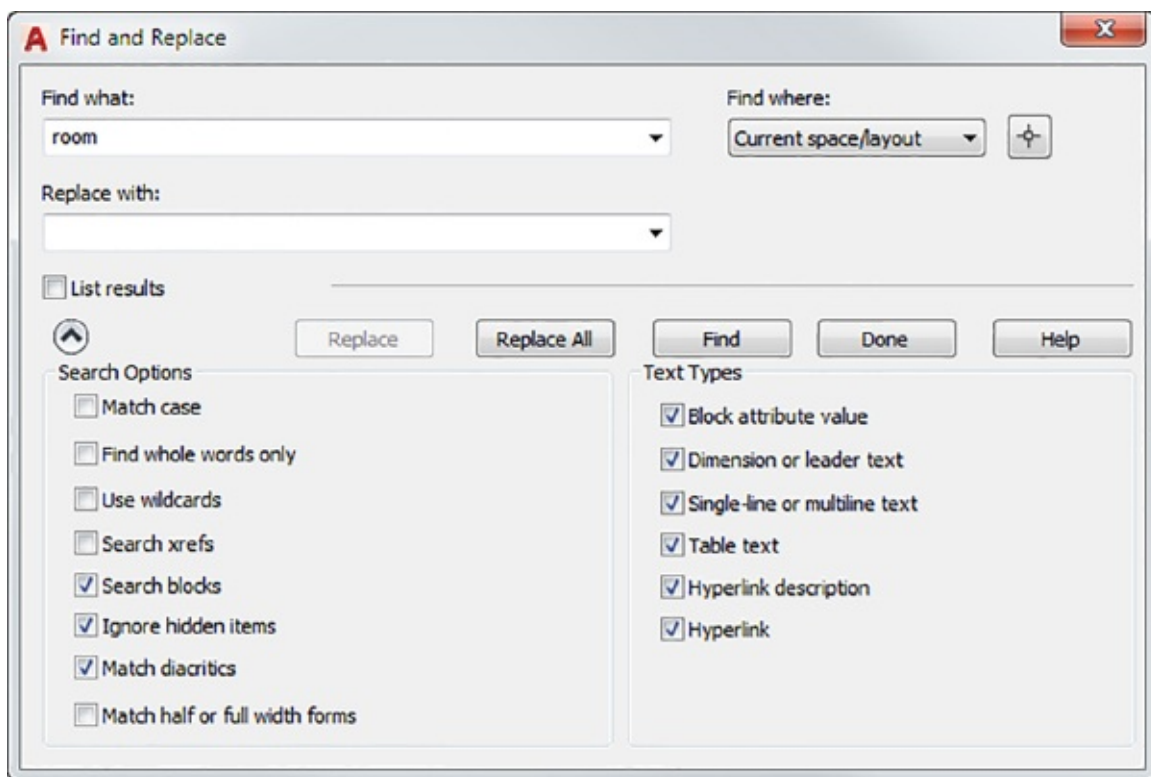 Find and Replace
Find what:
Find where:
room
Current space/layout
Replace with:
List results
Replace
Replace All
Find
Done
Help
Search Options
Match case
Find whole words only
Use wildcards
Search xrefs
Search blocks
Ignore hidden items
Match diacritics
Match half or full width forms
Text Types
Block attribute value
Dimension or leader text
Single-line or multiline text
Table text
Hyperlink description
Hyperlink